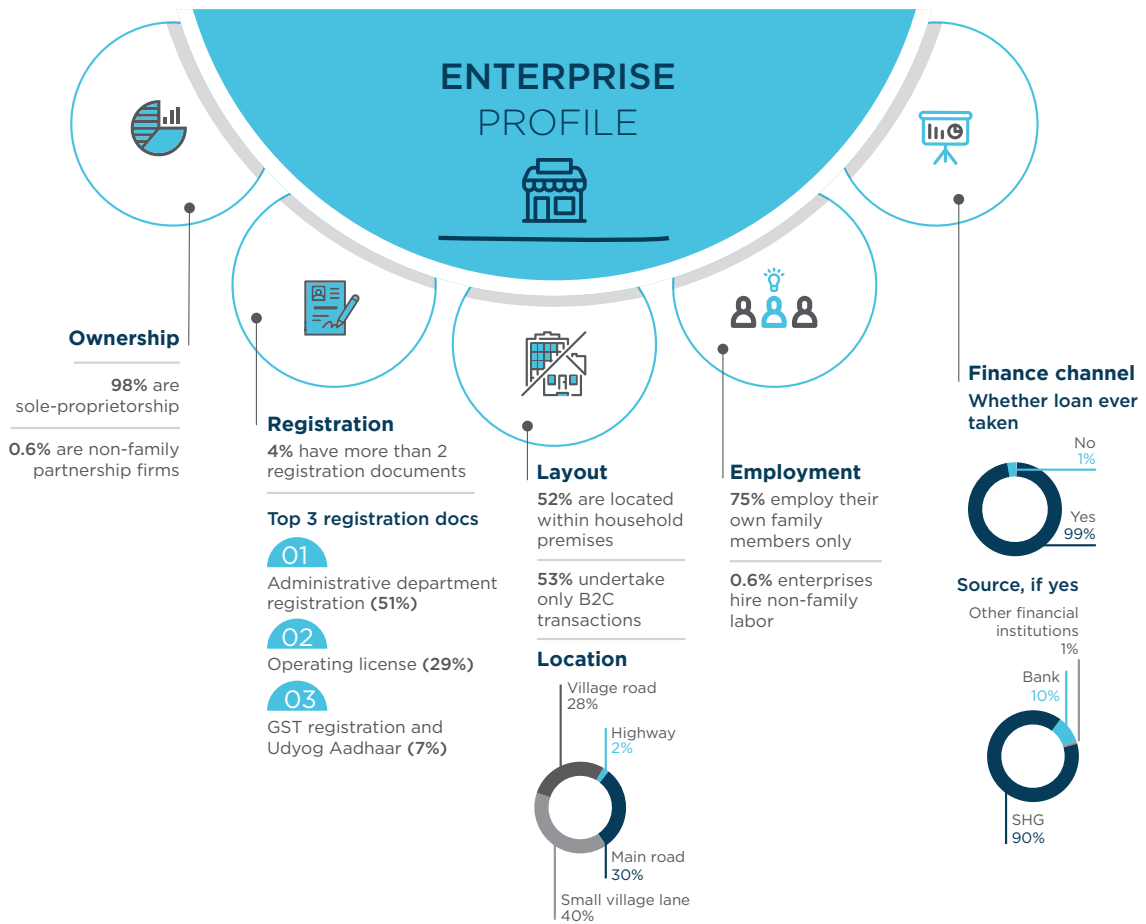 ENTERPRISE
PROFILE
Ownership
98% are
sole-proprietorship
0.6% are non-family
partnership firms
Registration
4% have more than 2
registration documents
Top 3 registration docs
01
Administrative department
registration (51%)
02
Operating license (29%)
03
GST registration and
Udyog Aadhaar (7%)
Layout
52% are located
within household
premises
53% undertake
only B2C
transactions
Location
Village road
28%
Highway
2%
Main road
30%
Small village lane
40%
Employment
75% employ their
own family
members only
0.6% enterprises
hire non-family
labor
Finance channel
Whether loan ever
taken
No
1%
Yes
99%
Source, if yes
Other financial
institutions
1%
Bank
10%
SHG
90%